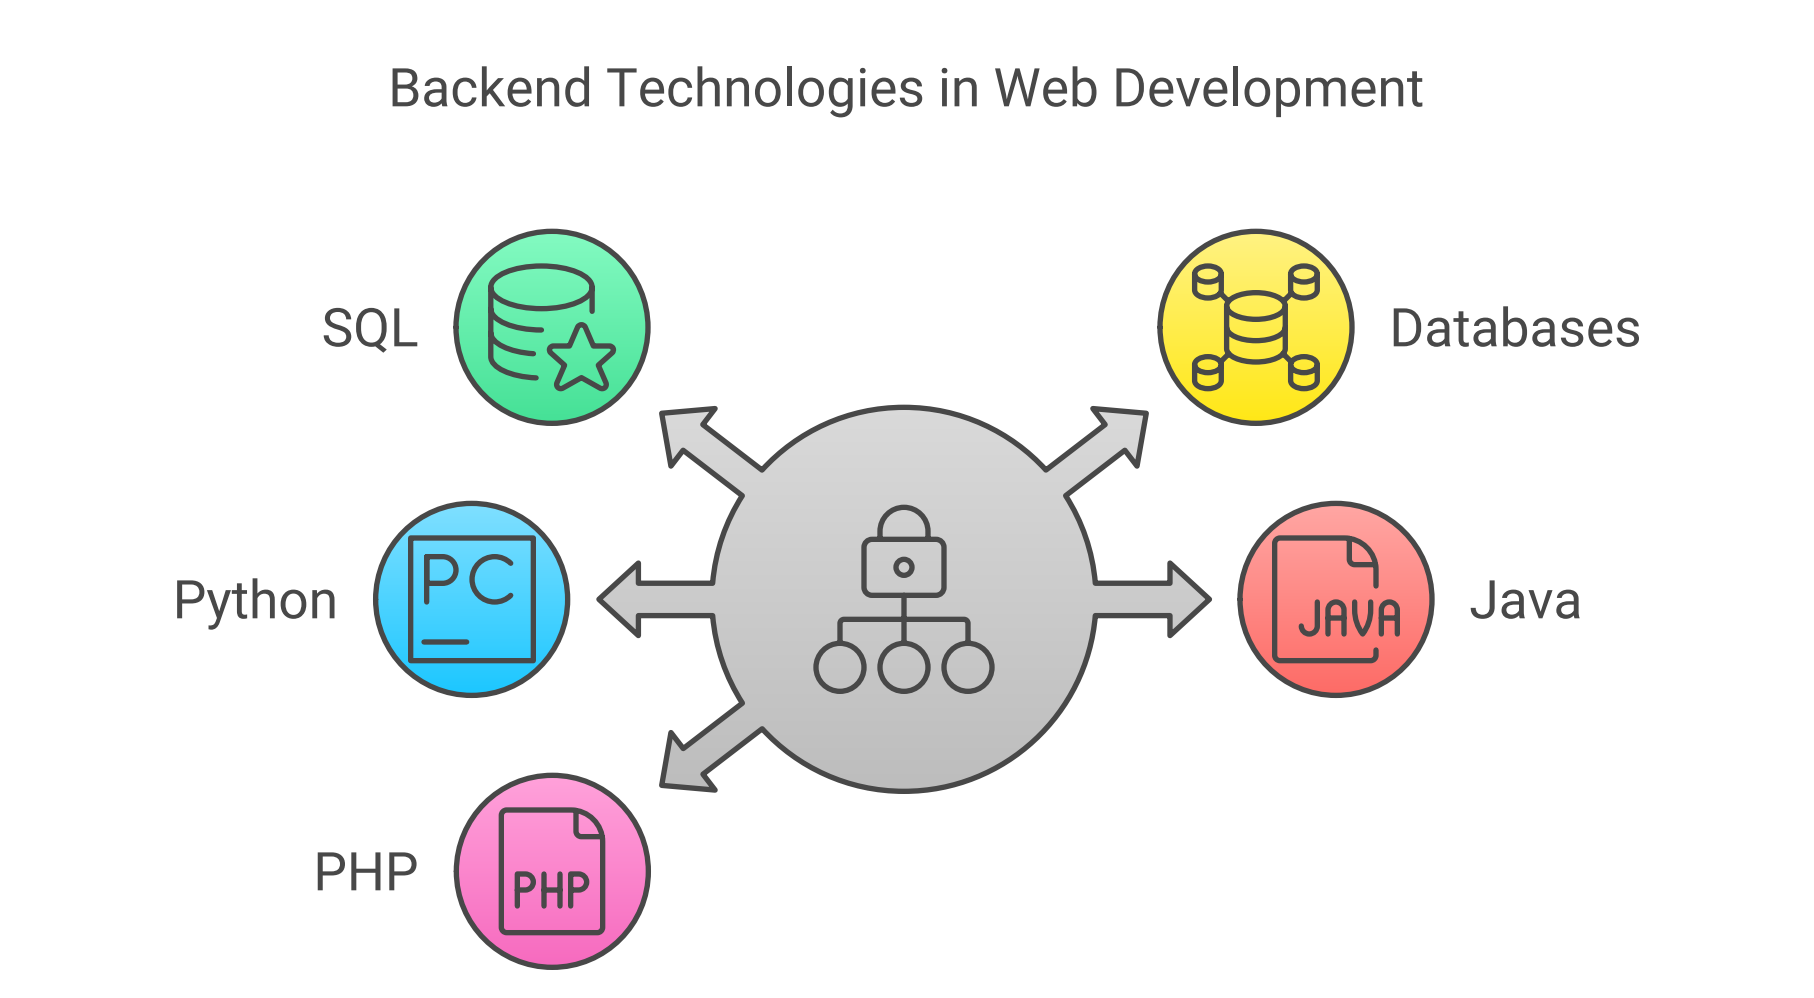 Backend Technologies in Web Development
SQL
Databases
Python
PC
Java
JAVA
PHP
PHP